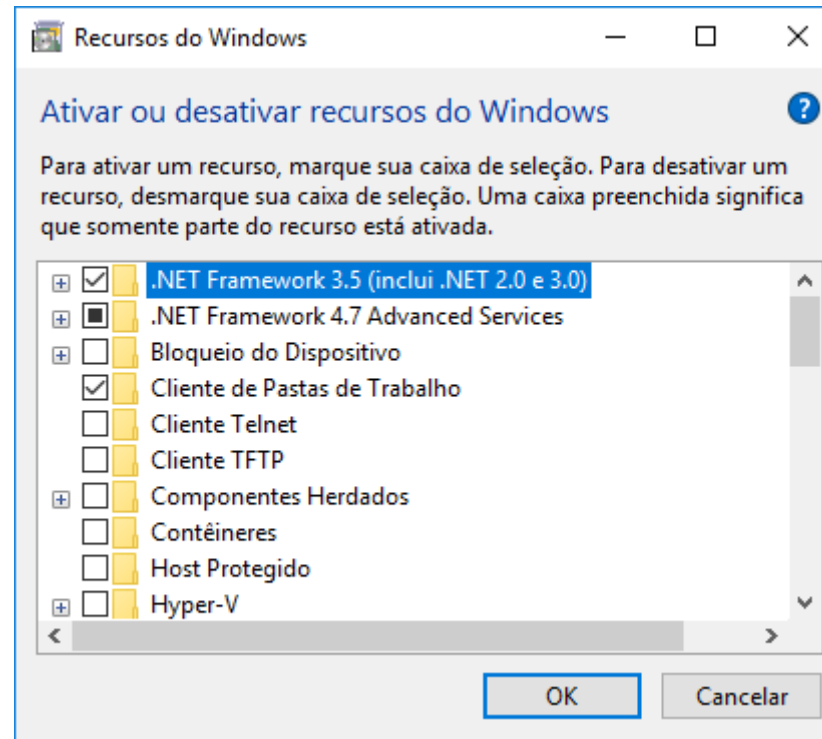 Recursos do Windows
Ativar ou desativar recursos do Windows
Para ativar um recurso, marque sua caixa de seleção. Para desativar um
recurso, desmarque sua caixa de seleção. Uma caixa preenchida significa
que somente parte do recurso está ativada.
.NET Framework 3.5 (inclui .NET 2.0 e 3.0)
.NET Framework 4.7 Advanced Services
Bloqueio do Dispositivo
Cliente de Pastas de Trabalho
Cliente Telnet
Cliente TFTP
Componentes Herdados
Contêineres
Host Protegido
Hyper-V
OK
Cancelar